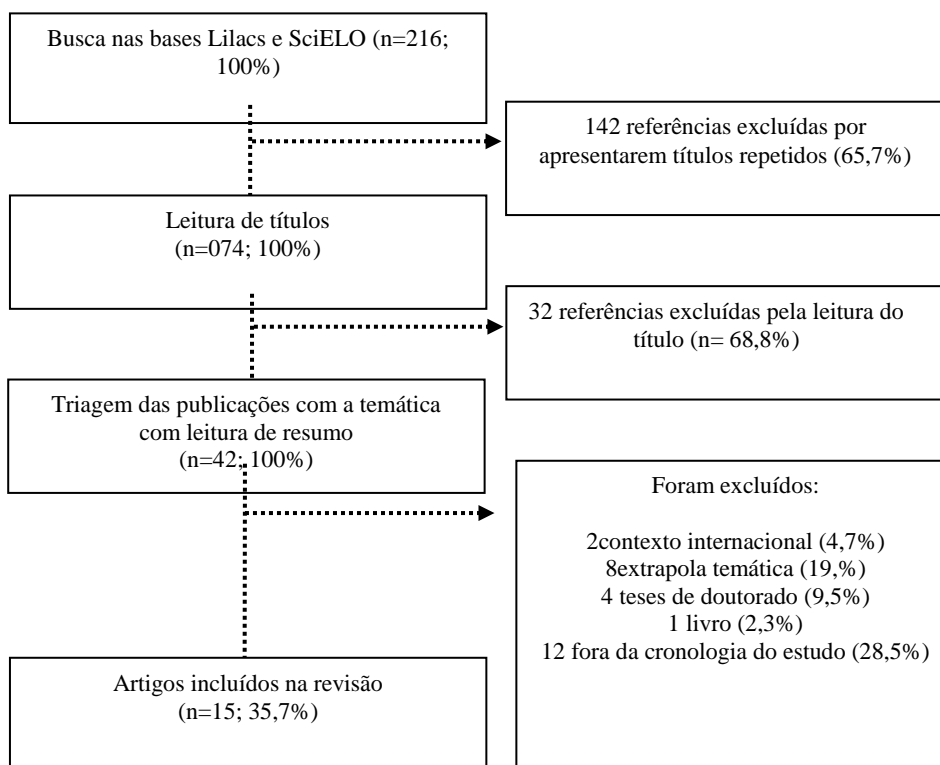 Busca nas bases Lilacs e SciELO (n=216;
100%)
142 referências excluídas por
apresentarem títulos repetidos (65,7%)
Leitura de títulos
(n=074; 100%)
32 referências excluídas pela leitura do
título (n= 68,8%)
Triagem das publicações com a temática
com leitura de resumo
(n=42; 100%)
Foram excluídos:
2contexto internacional (4,7%)
8extrapola temática (19,%)
4 teses de doutorado (9,5%)
1 livro (2,3%)
12 fora da cronologia do estudo (28,5%)
Artigos incluídos na revisão
(n=15; 35,7%)